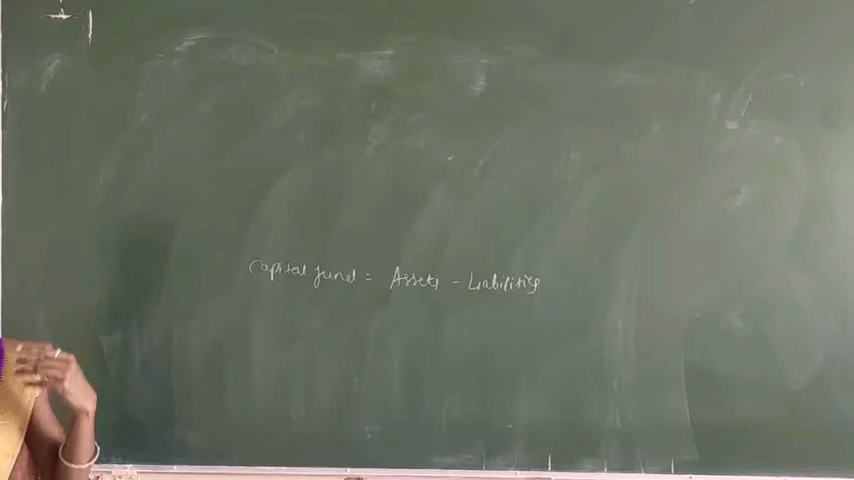 Capital fund = Assets - Liabilities